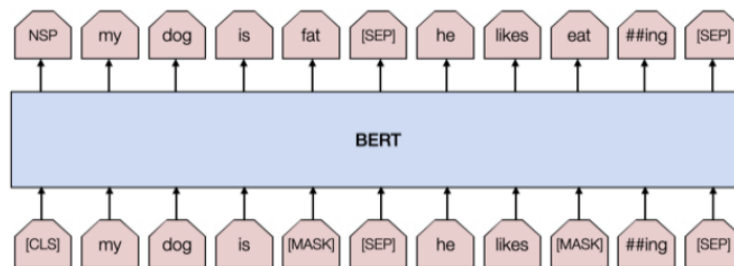 NSP my dog is fat [SEP] he likes eat ##ing [SEP]
BERT
[CLS] my dog is [MASK] [SEP] he likes [MASK] ##ing [SEP]